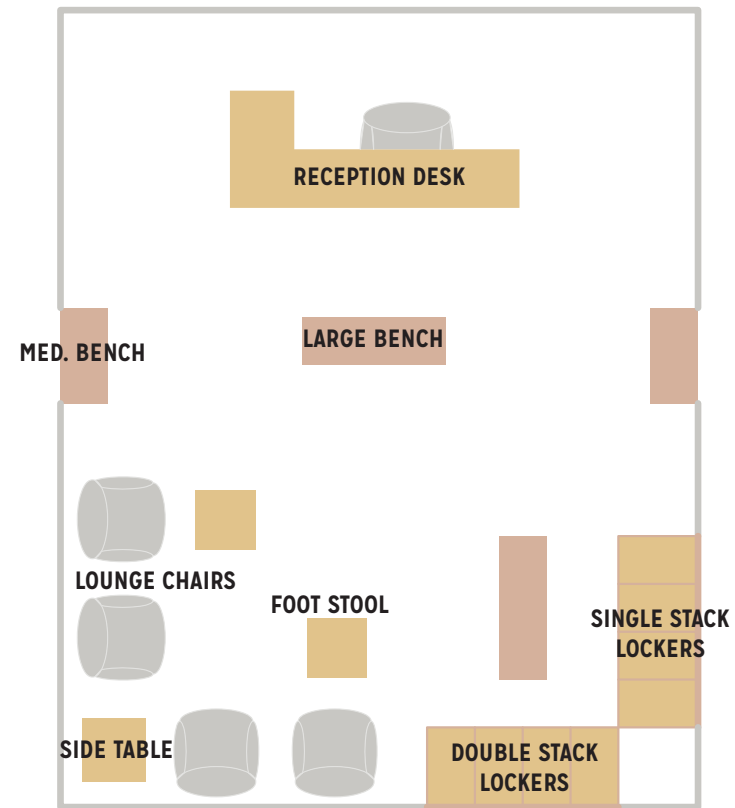 RECEPTION DESK
LARGE BENCH
MED. BENCH
LOUNGE CHAIRS
FOOT STOOL
SINGLE STACK
LOCKERS
SIDE TABLE
DOUBLE STACK
LOCKERS